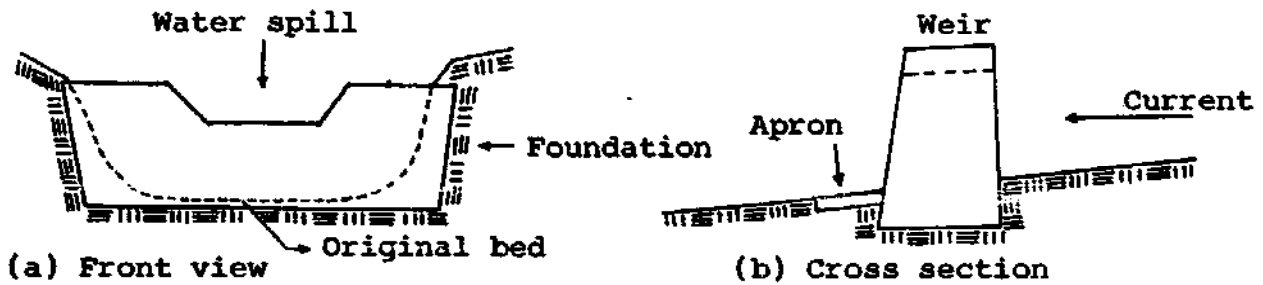 Water spill
Foundation
Original bed
(a) Front view
Weir
Current
Apron
(b) Cross section